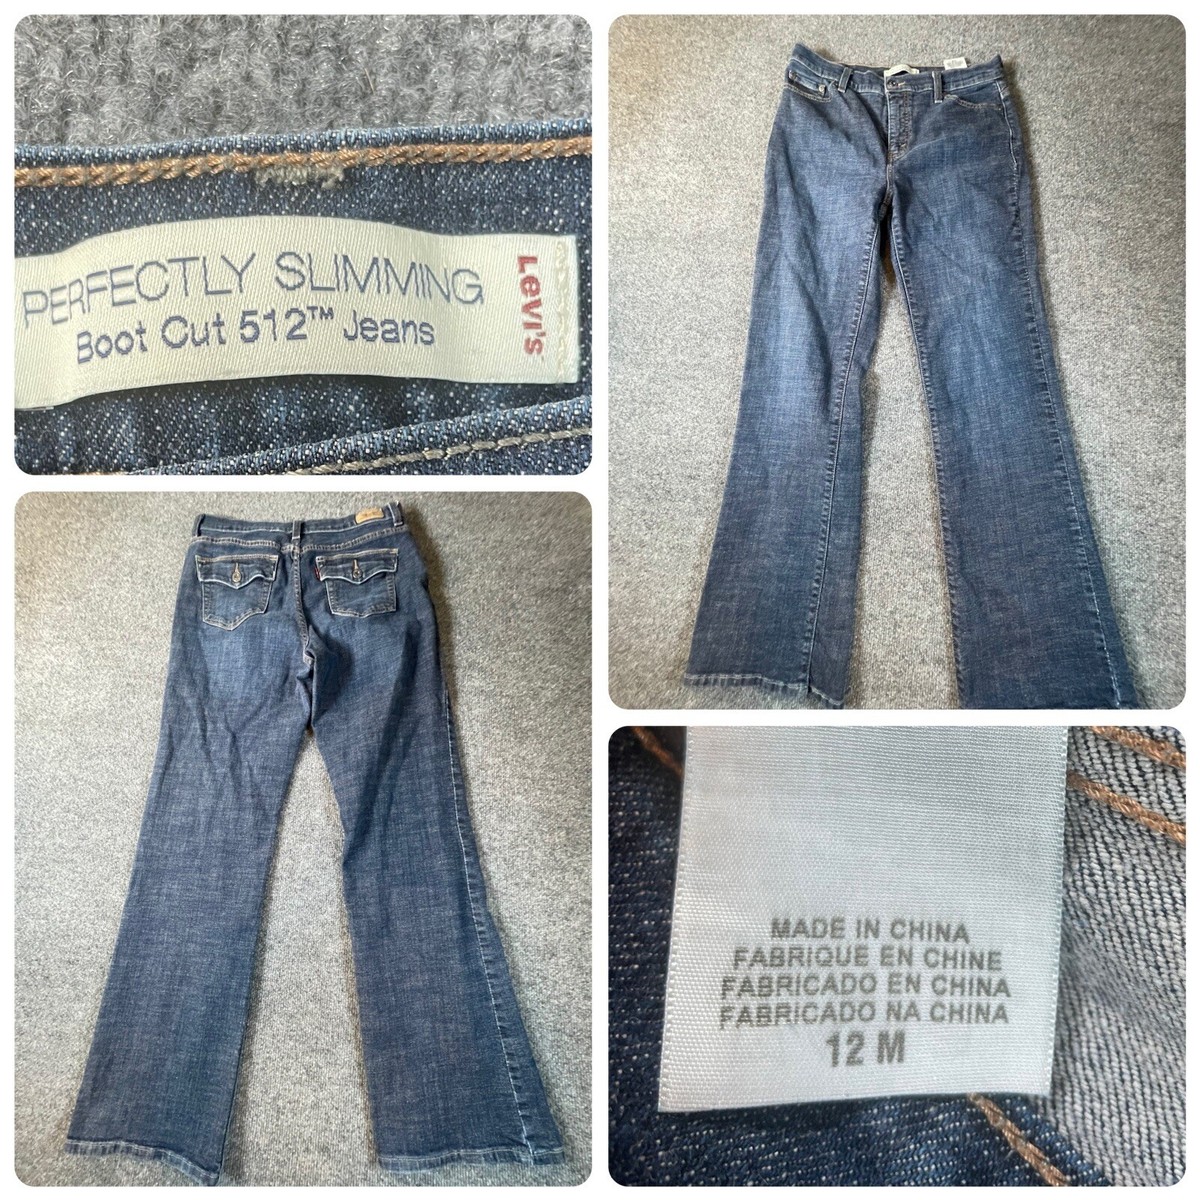 PERFECTLY SLIMMING
Boot Cut 512™ Jeans
LEVI'S
MADE IN CHINA
FABRIQUE EN CHINE
FABRICADO EN CHINA
FABRICADO NA CHINA
12 M